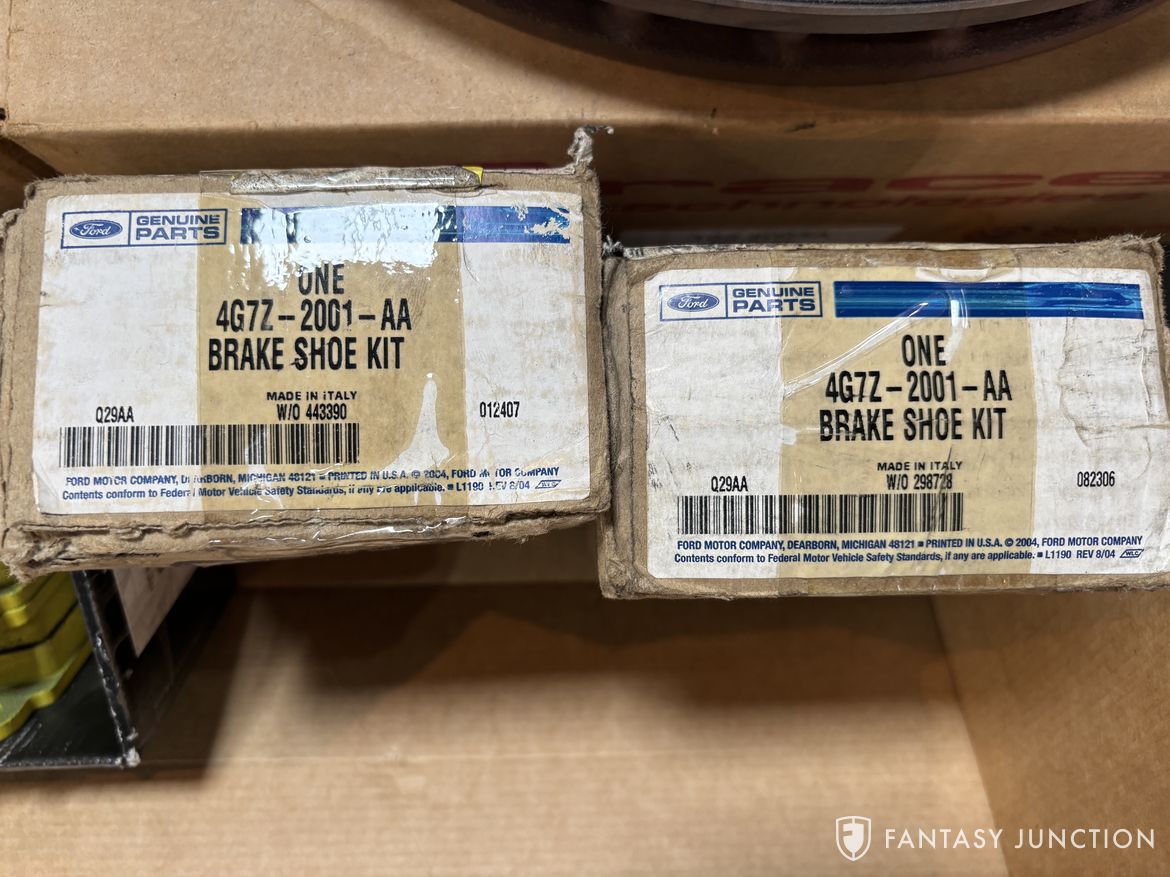 Ford GENUINE PARTS
ONE
4G7Z-2001-AA
BRAKE SHOE KIT
MADE IN ITALY
Q29AA W/O 443390 012407
FORD MOTOR COMPANY, DEARBORN, MICHIGAN 48121 ■ PRINTED IN U.S.A. © 2004, FORD MOTOR COMPANY
Contents conform to Federal Motor Vehicle Safety Standards, if any are applicable. ■ L1190 REV 8/04 WLC
Ford GENUINE PARTS
ONE
4G7Z-2001-AA
BRAKE SHOE KIT
MADE IN ITALY
Q29AA W/O 298728 082306
FORD MOTOR COMPANY, DEARBORN, MICHIGAN 48121 ■ PRINTED IN U.S.A. © 2004, FORD MOTOR COMPANY
Contents conform to Federal Motor Vehicle Safety Standards, if any are applicable. ■ L1190 REV 8/04 WLC
FANTASY JUNCTION